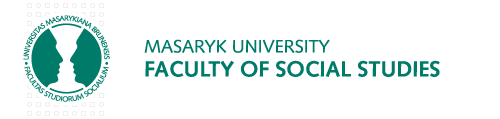 UNIVERSITAS MASARYKIANA BRUNENSIS
FACULTAS STUDIORUM SOCIALIUM
MASARYK UNIVERSITY
FACULTY OF SOCIAL STUDIES